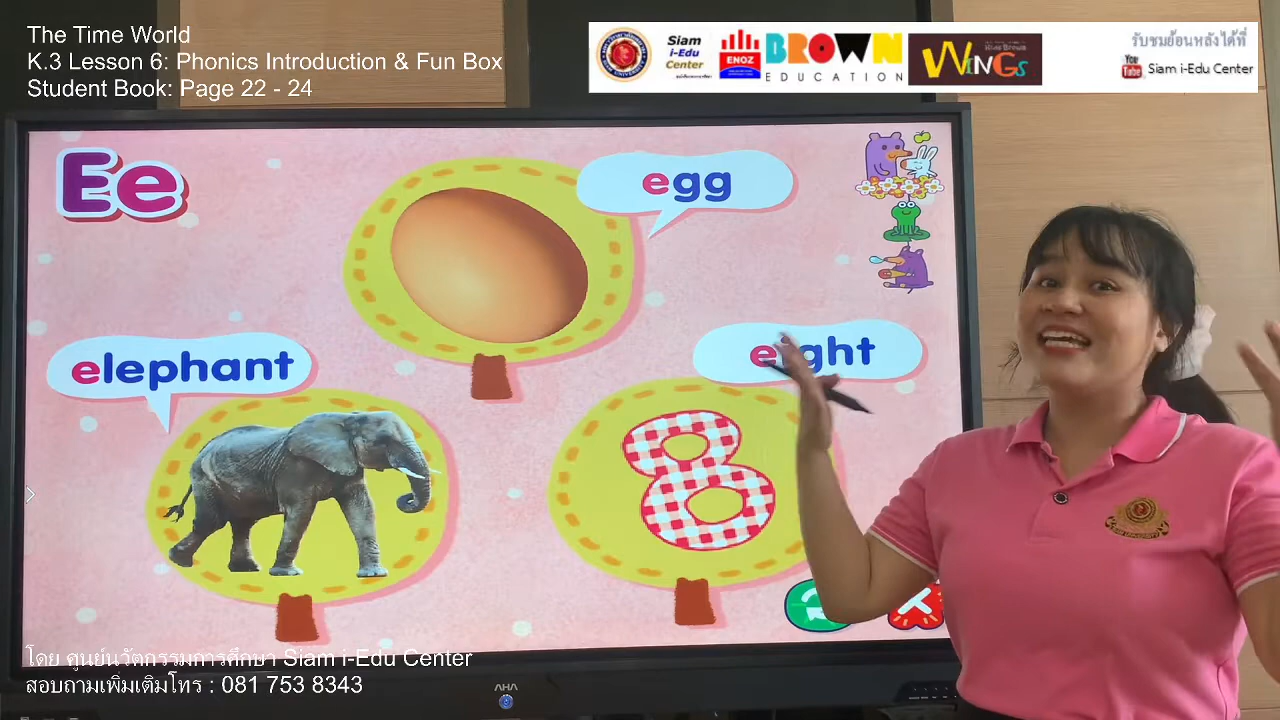 The Time World
K.3 Lesson 6: Phonics Introduction & Fun Box
Student Book: Page 22 - 24
Siam
i-Edu
Center
ENOZ
BROWN
EDUCATION
WiNGs
รับชมย้อนหลังได้ที่
You Tube Siam i-Edu Center
Ee
egg
elephant
eight
8
โดย ศูนย์นวัตกรรมการศึกษา Siam i-Edu Center
สอบถามเพิ่มเติมโทร : 081 753 8343
AHA